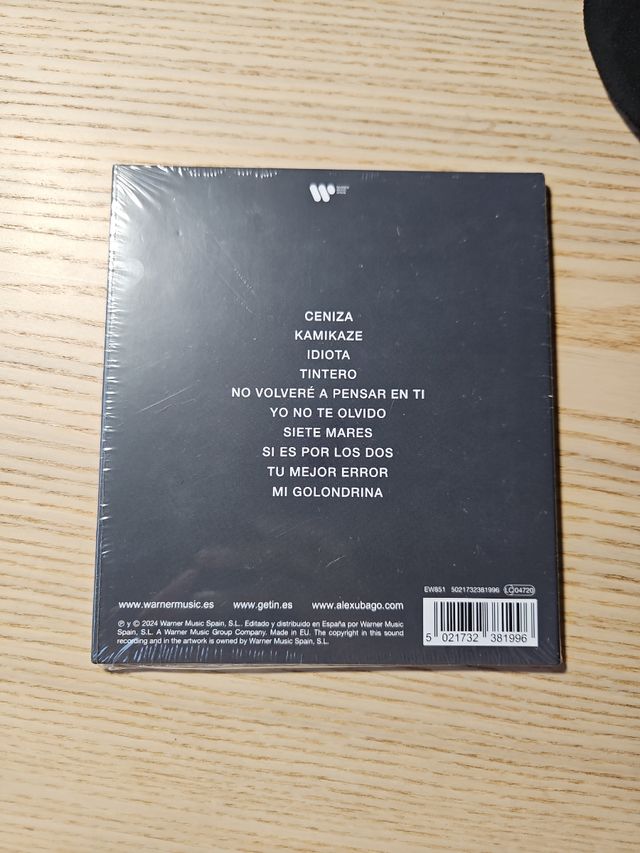 CENIZA
KAMIKAZE
IDIOTA
TINTERO
NO VOLVERÉ A PENSAR EN TI
YO NO TE OLVIDO
SIETE MARES
SI ES POR LOS DOS
TU MEJOR ERROR
MI GOLONDRINA
EW851 5021732381996 LC04720
www.warnermusic.es www.getin.es www.alexubago.com
℗ y © 2024 Warner Music Spain, S.L. Editado y distribuido en España por Warner Music
Spain, S.L. A Warner Music Group Company. Made in EU. The copyright in this sound
recording and in the artwork is owned by Warner Music Spain, S.L.
5 021732 381996